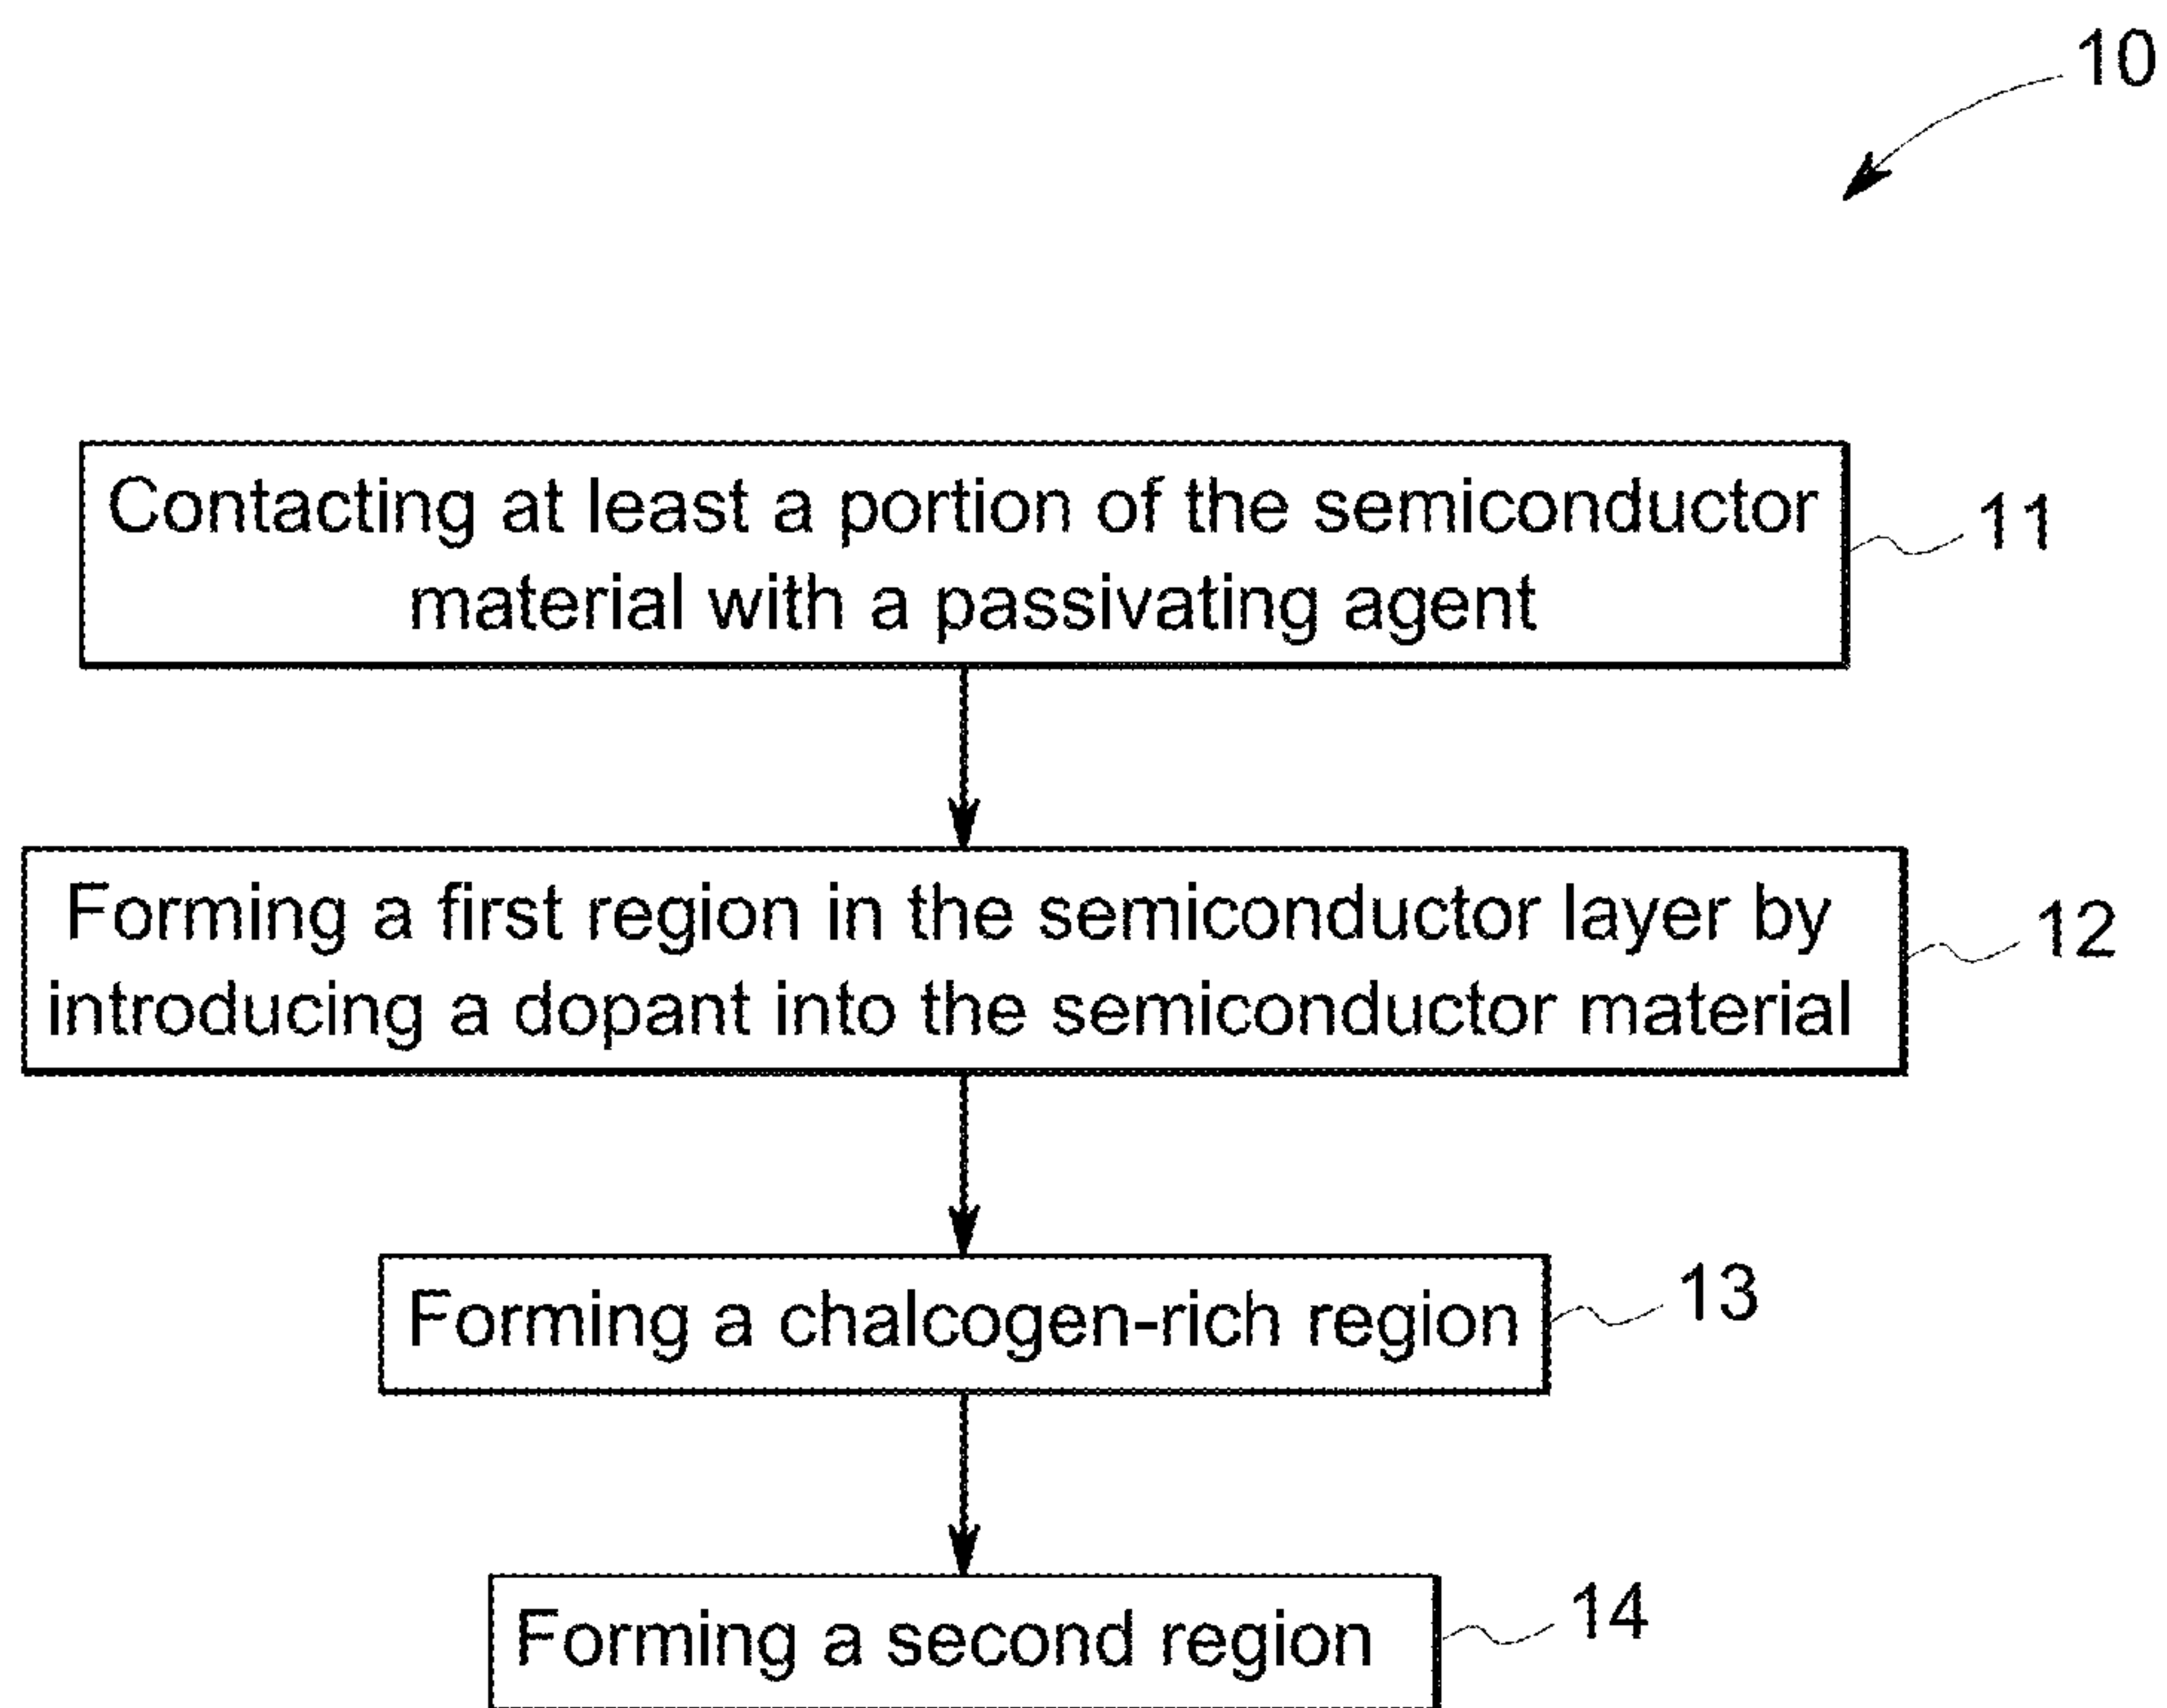 10
Contacting at least a portion of the semiconductor
material with a passivating agent
11
Forming a first region in the semiconductor layer by
introducing a dopant into the semiconductor material
12
Forming a chalcogen-rich region
13
Forming a second region
14